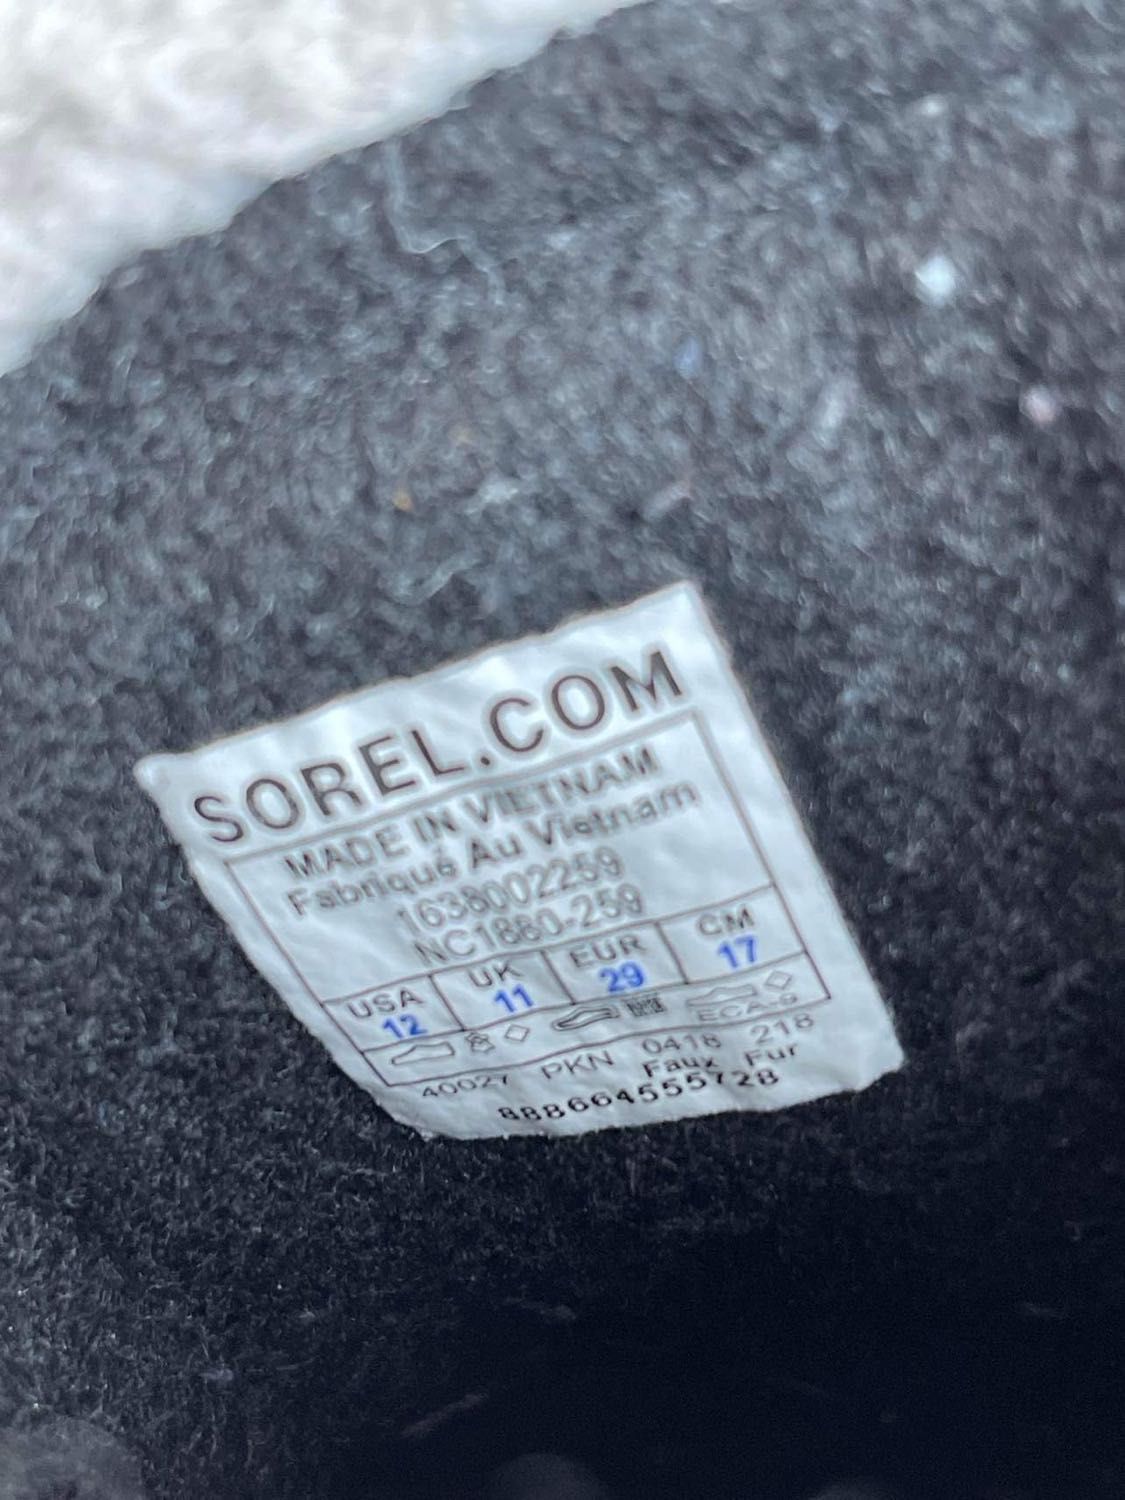 SOREL.COM
MADE IN VIETNAM
Fabriqué Au Vietnam
1638002259
NC1880-259
USA UK EUR CM
12 11 29 17
ECA.9
40027 PKN 0418 218
Faux Fur
888664555728